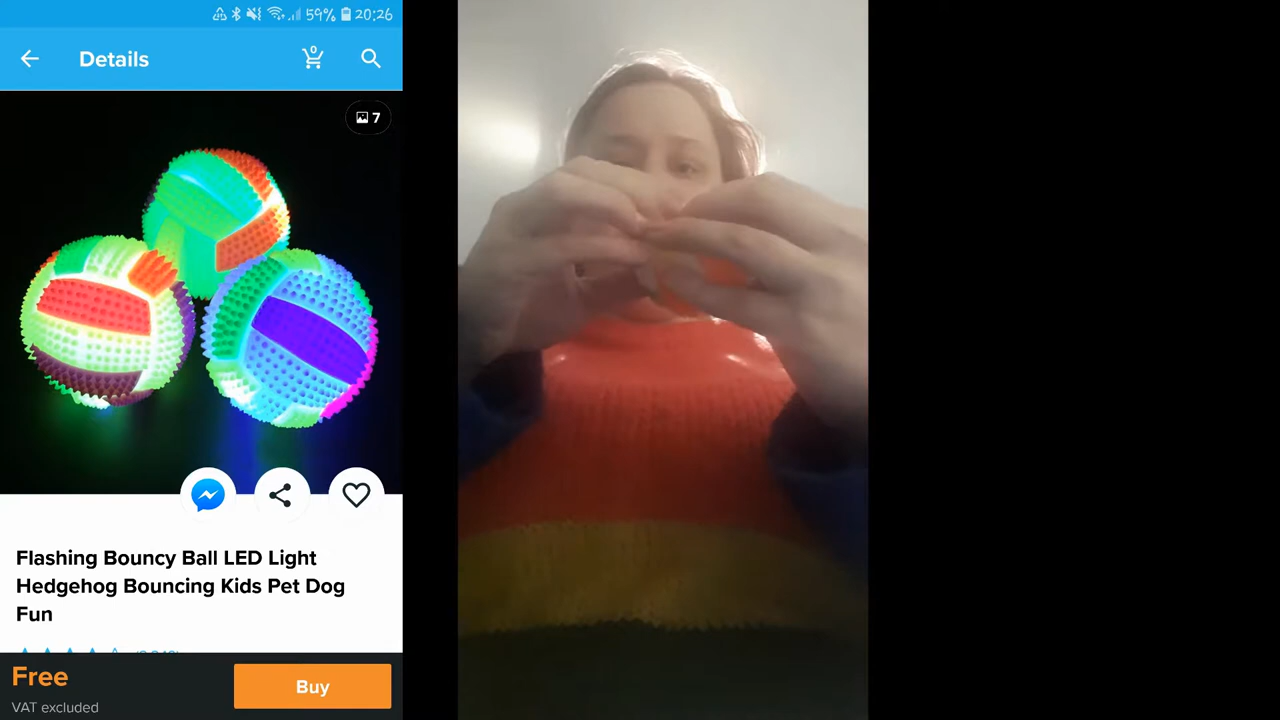 59% 20:26
Details
0
7
Flashing Bouncy Ball LED Light
Hedgehog Bouncing Kids Pet Dog
Fun
Free
VAT excluded
Buy